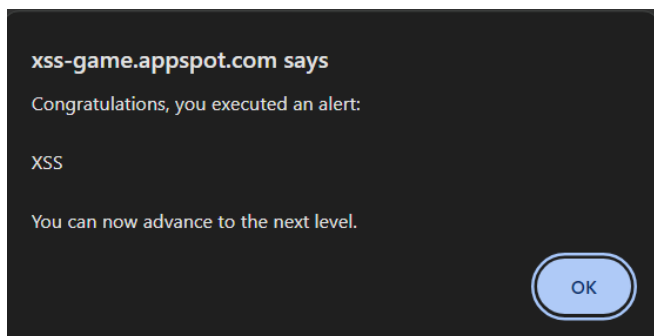 xss-game.appspot.com says
Congratulations, you executed an alert:
XSS
You can now advance to the next level.
OK